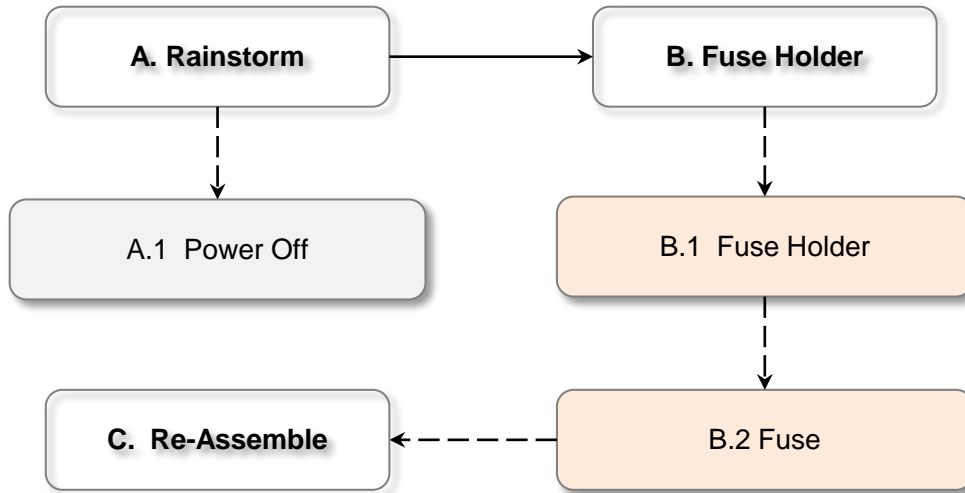 A. Rainstorm
B. Fuse Holder
A.1 Power Off
B.1 Fuse Holder
C. Re-Assemble
B.2 Fuse